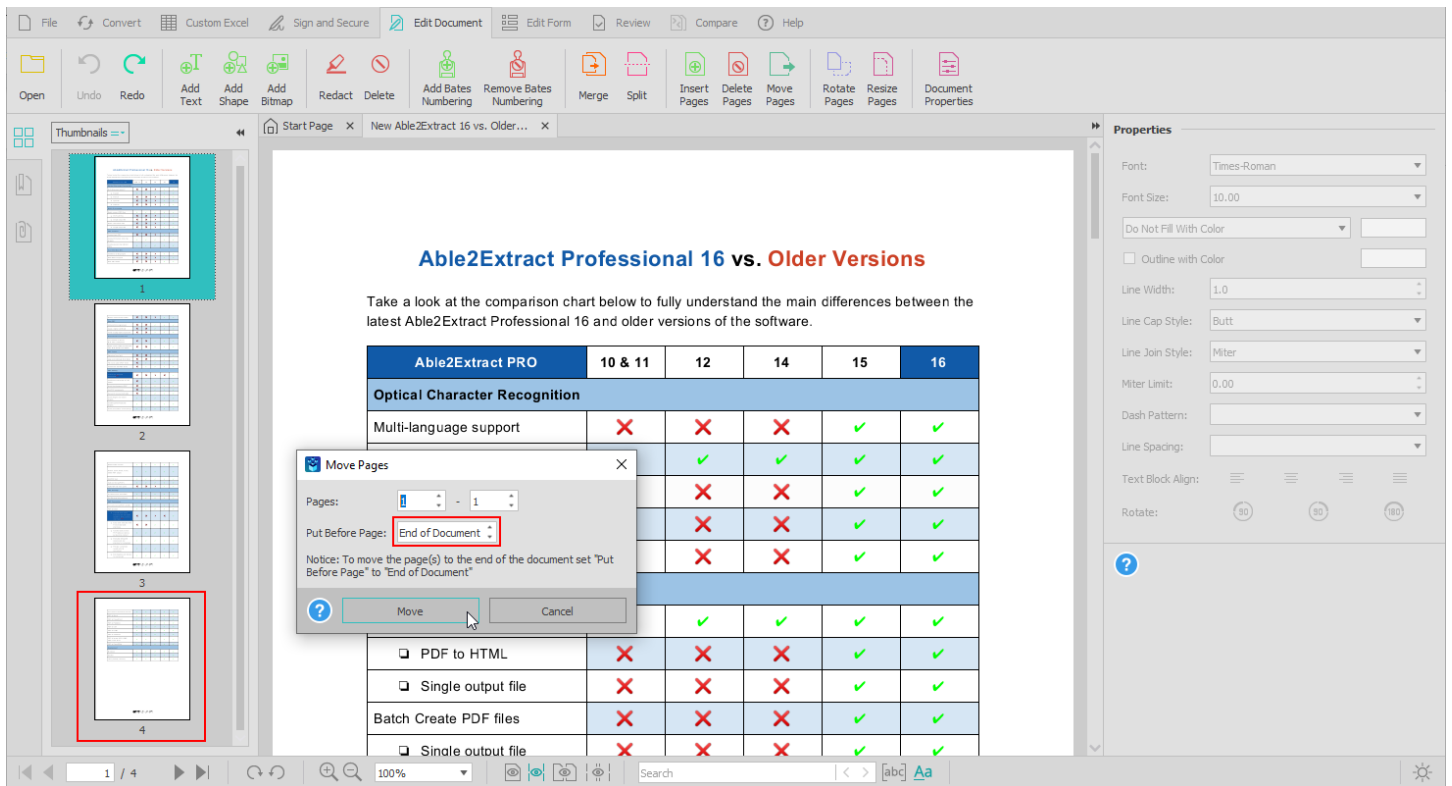 File Convert Custom Excel Sign and Secure Edit Document Edit Form Review Compare Help
Open Undo Redo Add Text Add Shape Add Bitmap Redact Delete Add Bates Numbering Remove Bates Numbering Merge Split Insert Pages Delete Pages Move Pages Rotate Pages Resize Pages Document Properties
Thumbnails
Start Page X New Able2Extract 16 vs. Older... X
1
2
3
4
Able2Extract Professional 16 vs. Older Versions
Take a look at the comparison chart below to fully understand the main differences between the
latest Able2Extract Professional 16 and older versions of the software.
Able2Extract PRO 10 & 11 12 14 15 16
Optical Character Recognition
Multi-language support
Move Pages
Pages: 1 - 1
Put Before Page: End of Document
Notice: To move the page(s) to the end of the document set "Put
Before Page" to "End of Document"
? Move Cancel
PDF to HTML
Single output file
Batch Create PDF files
Single output file
Properties
Font: Times-Roman
Font Size: 10.00
Do Not Fill With Color
Outline with Color
Line Width: 1.0
Line Cap Style: Butt
Line Join Style: Miter
Miter Limit: 0.00
Dash Pattern:
Line Spacing:
Text Block Align:
Rotate: 90 90 180
?
1 / 4 100% Search [abc] Aa